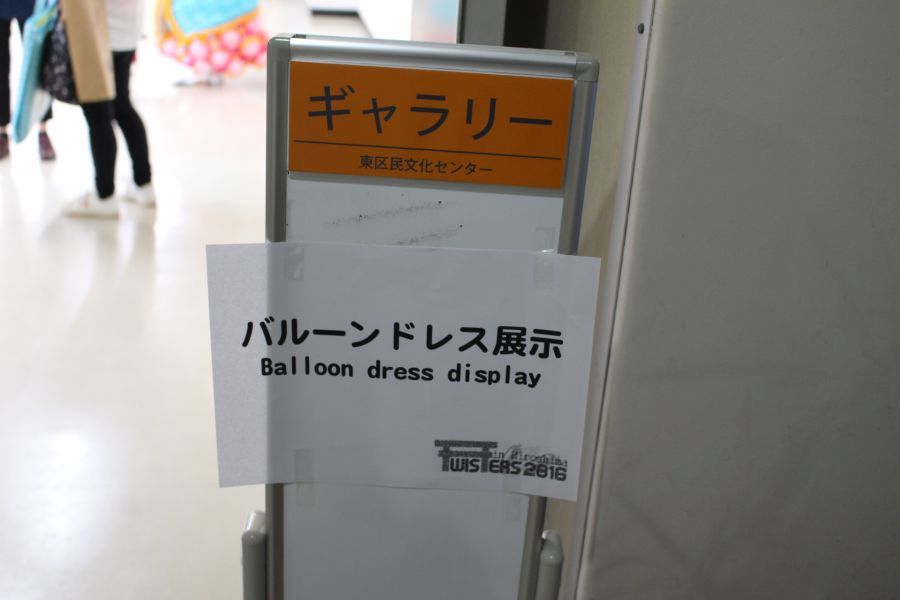 ギャラリー
東区民文化センター
バルーンドレス展示
Balloon dress display
in Hiroshima
TWISTERS 2016